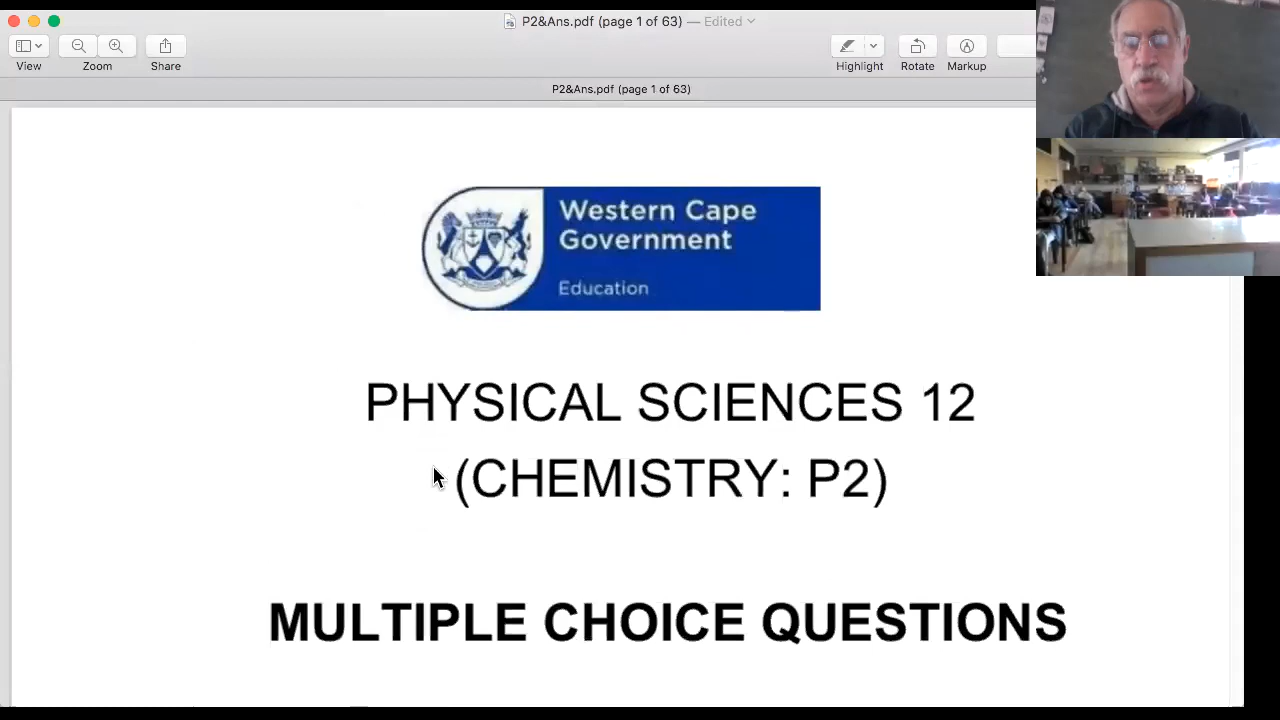 P2&Ans.pdf (page 1 of 63) — Edited
View
Zoom
Share
Highlight
Rotate
Markup
P2&Ans.pdf (page 1 of 63)
Western Cape
Government
Education
PHYSICAL SCIENCES 12
(CHEMISTRY: P2)
MULTIPLE CHOICE QUESTIONS